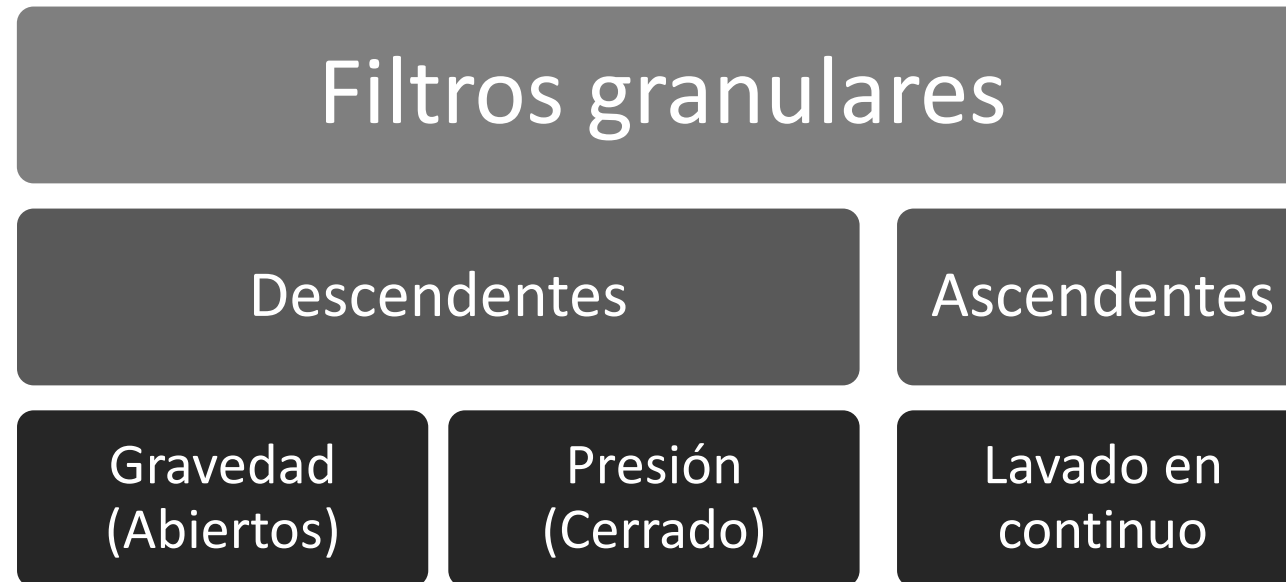 Filtros granulares
Descendentes
Ascendentes
Gravedad
(Abiertos)
Presión
(Cerrado)
Lavado en
continuo